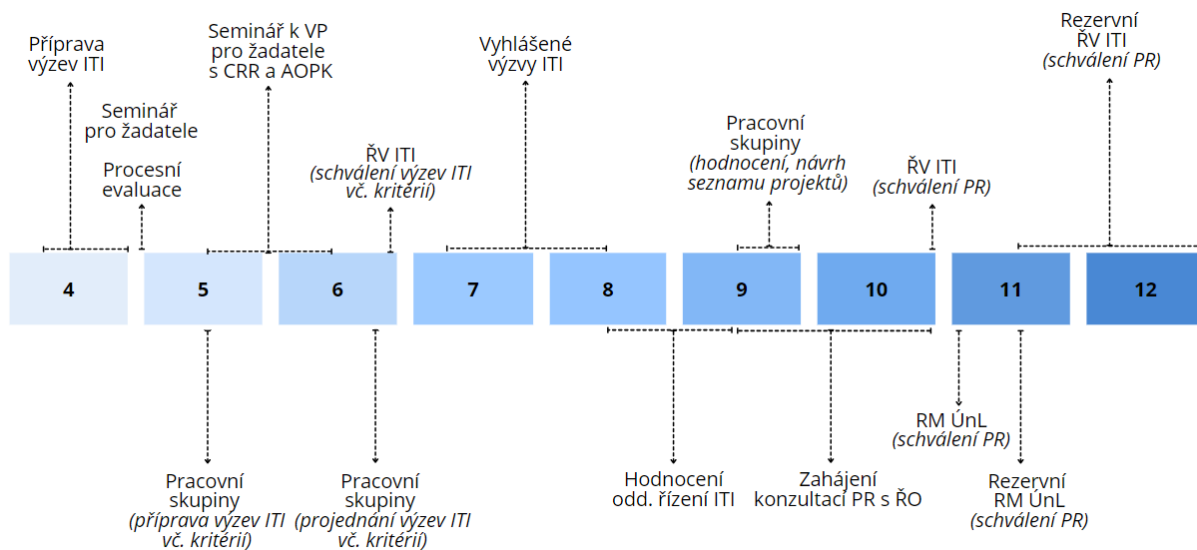 Příprava
výzev ITI
Seminář
pro žadatele
Procesní
evaluace
Seminář k VP
pro žadatele
s CRR a AOPK
ŘV ITI
(schválení výzev ITI
vč. kritérií)
Vyhlášené
výzvy ITI
Pracovní
skupiny
(hodnocení, návrh
seznamu projektů)
ŘV ITI
(schválení PR)
Rezervní
ŘV ITI
(schválení PR)
4
5
6
7
8
9
10
11
12
Pracovní
skupiny
(příprava výzev ITI
vč. kritérií)
Pracovní
skupiny
(projednání výzev ITI
vč. kritérií)
Hodnocení
odd. řízení ITI
Zahájení
konzultací PR s ŘO
RM ÚnL
(schválení PR)
Rezervní
RM ÚnL
(schválení PR)